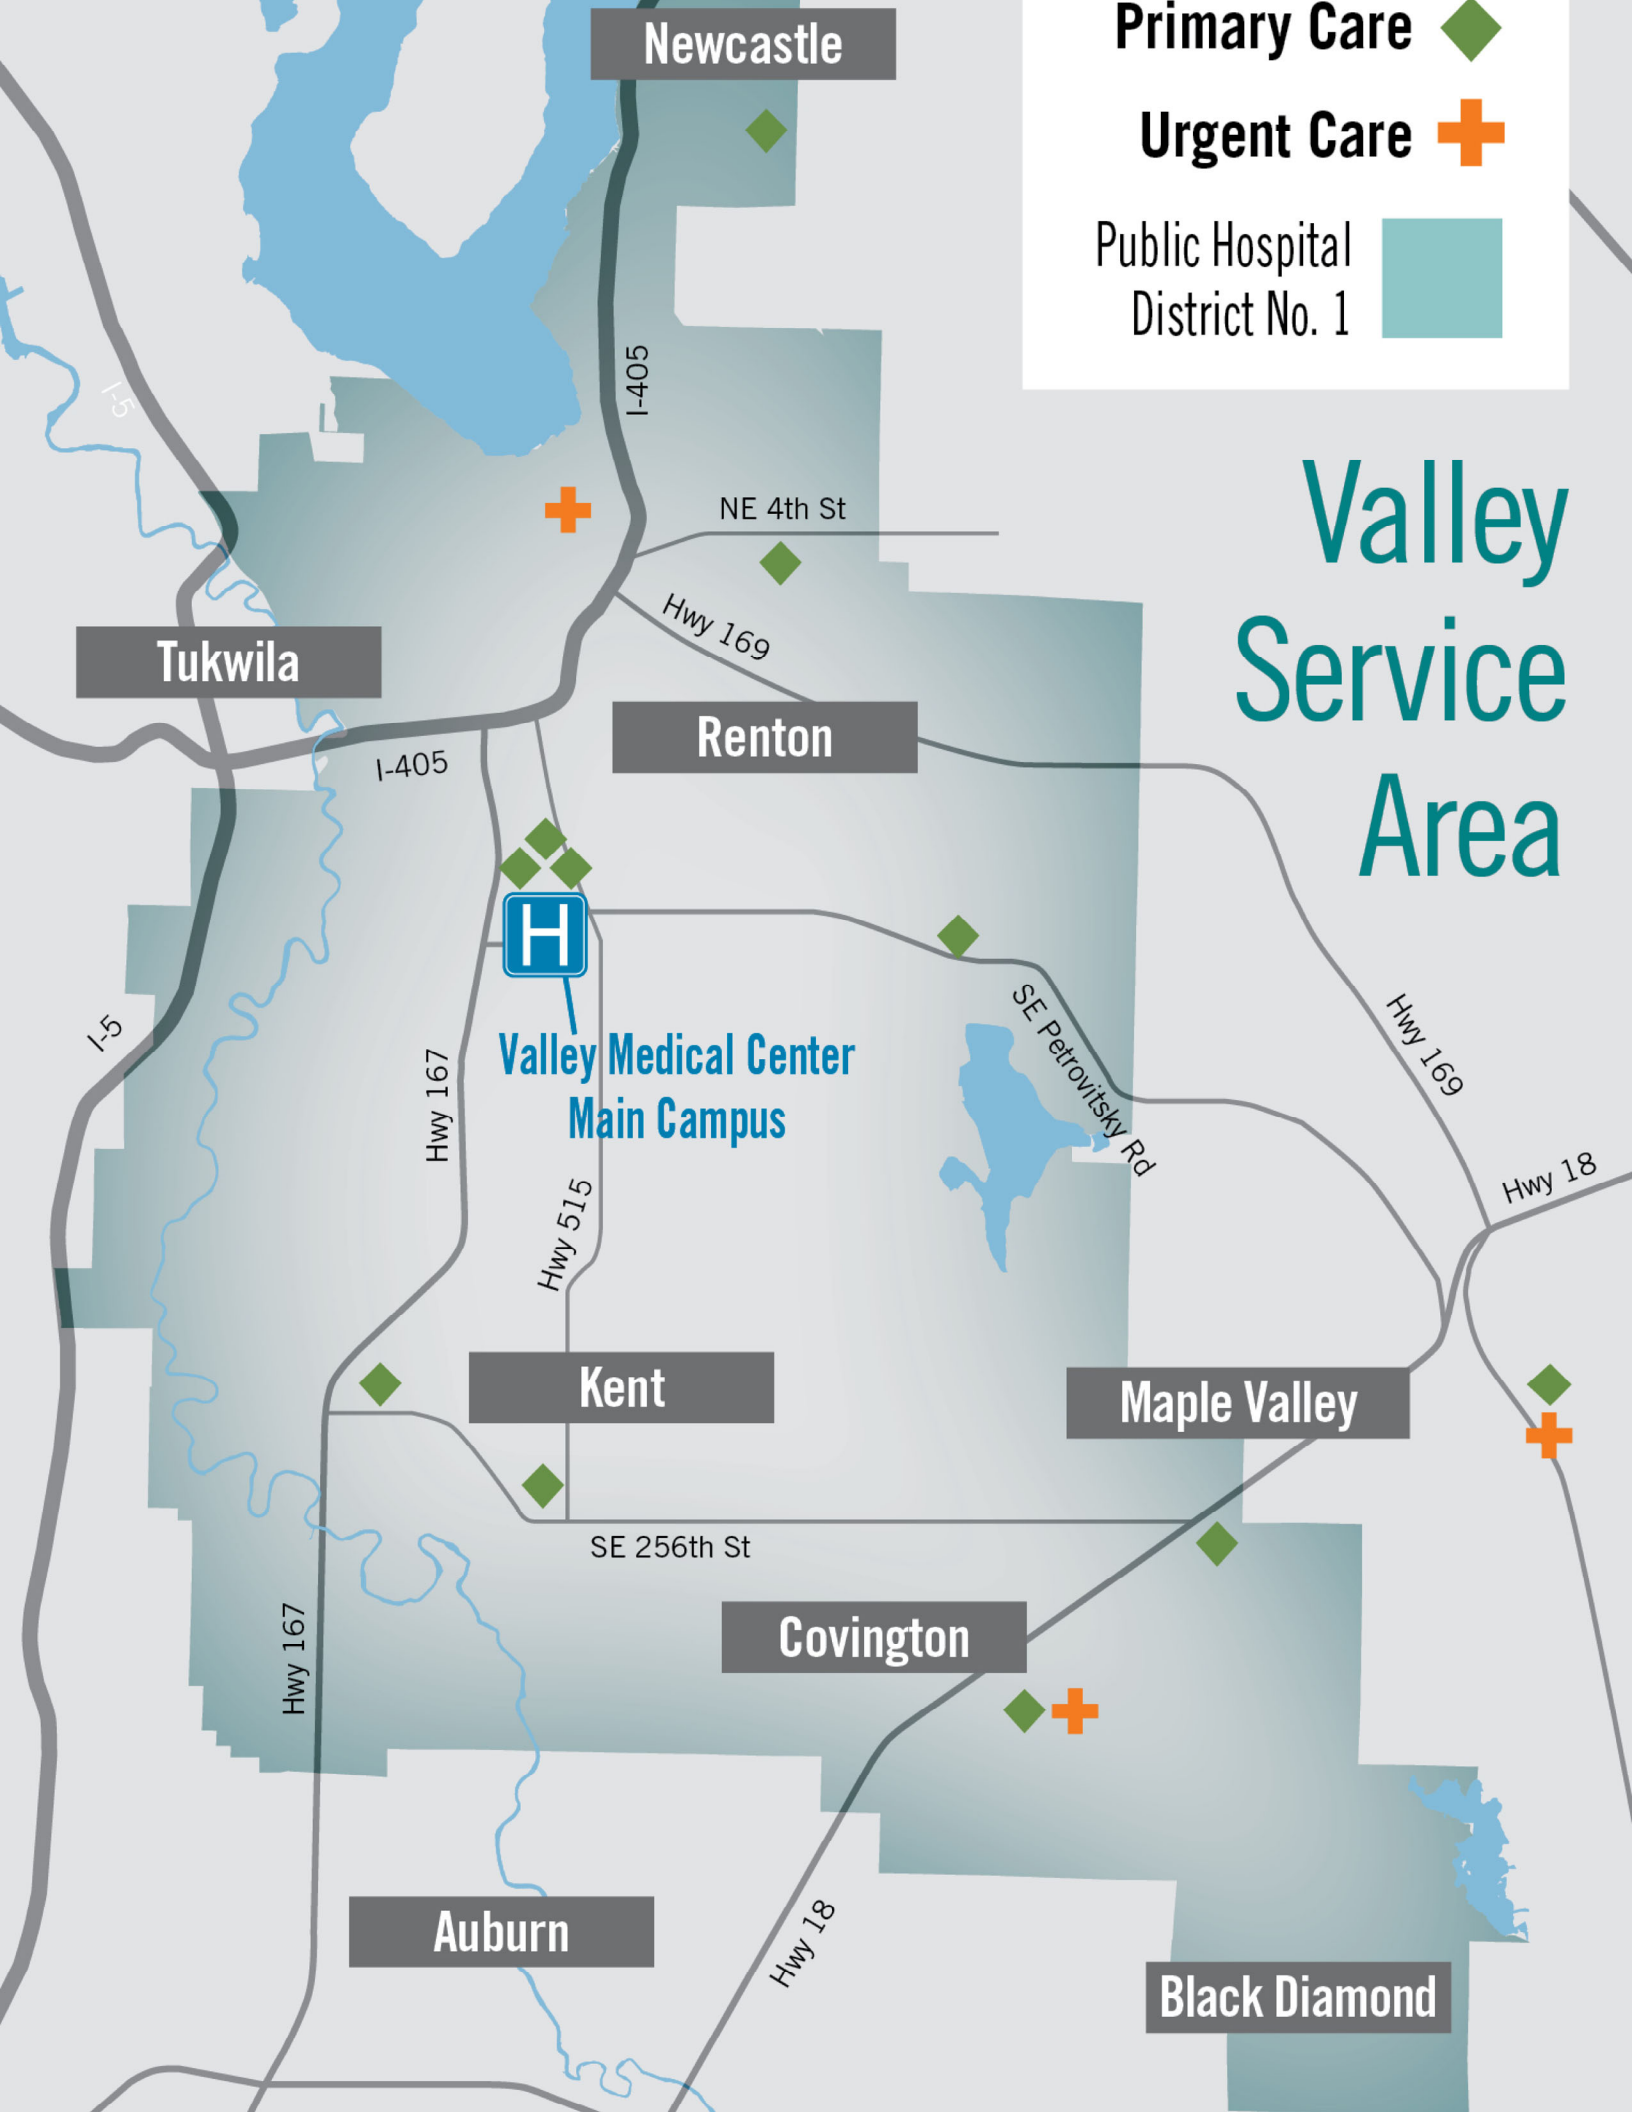 Newcastle
Primary Care
Urgent Care
Public Hospital
District No. 1
I-405
I-5
Valley
Service
Area
NE 4th St
Hwy 169
Tukwila
Renton
I-405
H
I-5
Hwy 167
Valley Medical Center
Main Campus
SE Petrovitsky Rd
Hwy 169
Hwy 18
Hwy 515
Kent
Maple Valley
SE 256th St
Hwy 167
Covington
Auburn
Hwy 18
Black Diamond